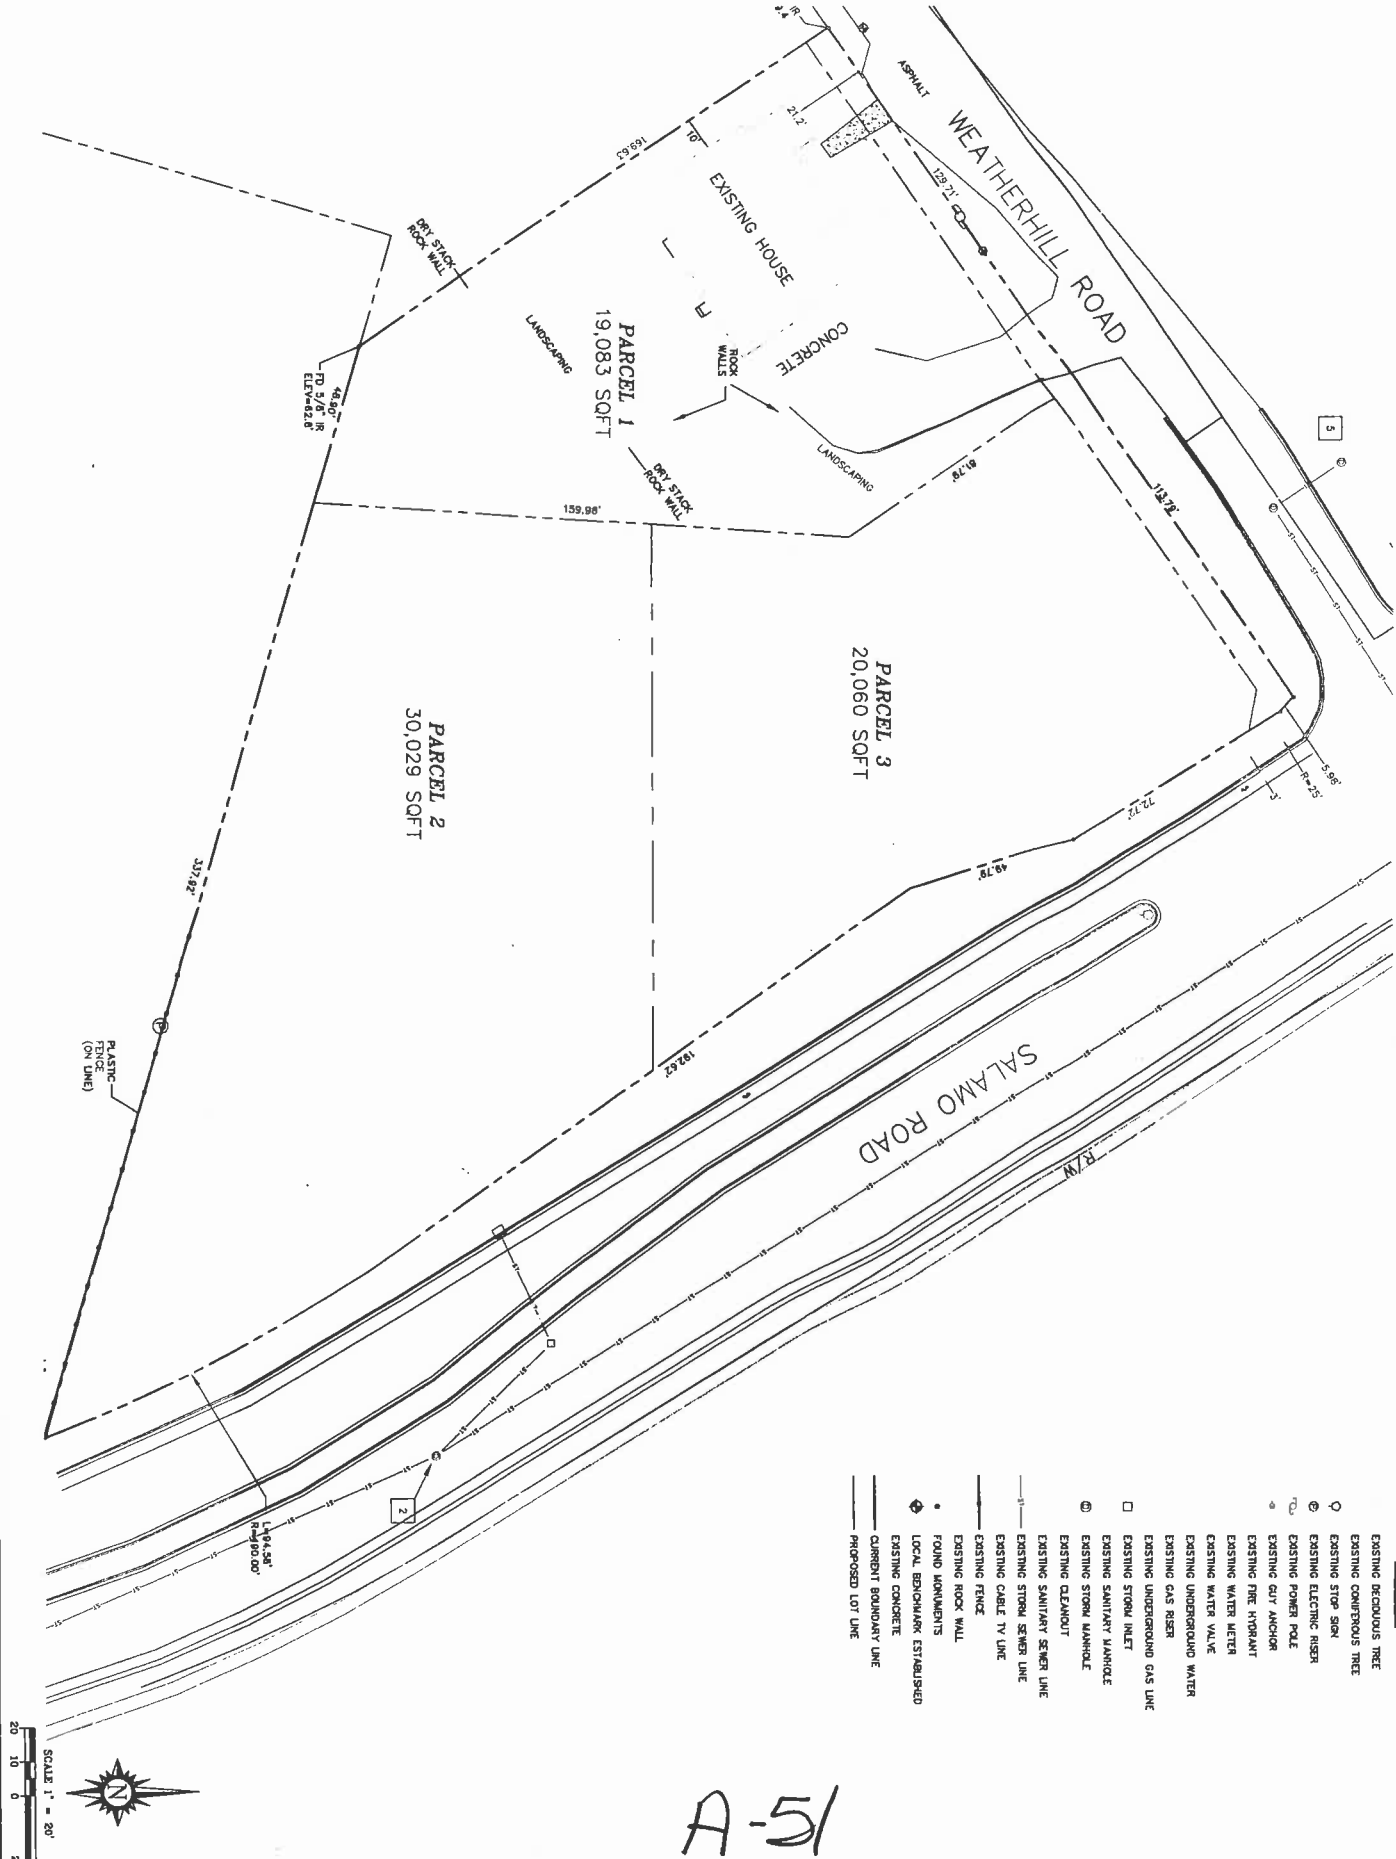 WEATHERHILL ROAD
ASPHALT
21.2'
10'
169.63
129.71'
EXISTING HOUSE
CONCRETE
DRY STACK
ROCK WALL
LANDSCAPING
PARCEL 1
19,083 SQFT
ROCK
WALLS
LANDSCAPING
DRY STACK
ROCK WALL
46.90'
FD 5/8" IR
ELEV=62.8'
159.98'
81.79'
113.79'
5
PARCEL 3
20,060 SQFT
PARCEL 2
30,029 SQFT
5.98'
R=25'
3'
72.72'
49.79'
192.62'
337.92'
PLASTIC
FENCE
(ON LINE)
SALAMO ROAD
R/W
2
L=194.58'
R=490.00'
EXISTING DECIDUOUS TREE
EXISTING CONIFEROUS TREE
EXISTING STOP SIGN
EXISTING ELECTRIC RISER
EXISTING POWER POLE
EXISTING GUY ANCHOR
EXISTING FIRE HYDRANT
EXISTING WATER METER
EXISTING WATER VALVE
EXISTING UNDERGROUND WATER
EXISTING GAS RISER
EXISTING UNDERGROUND GAS LINE
EXISTING STORM INLET
EXISTING SANITARY MANHOLE
EXISTING STORM MANHOLE
EXISTING CLEANOUT
EXISTING SANITARY SEWER LINE
EXISTING STORM SEWER LINE
EXISTING CABLE TV LINE
EXISTING FENCE
EXISTING ROCK WALL
FOUND MONUMENTS
LOCAL BENCHMARK ESTABLISHED
EXISTING CONCRETE
CURRENT BOUNDARY LINE
PROPOSED LOT LINE
N
SCALE 1" = 20'
20 10 0
A-51